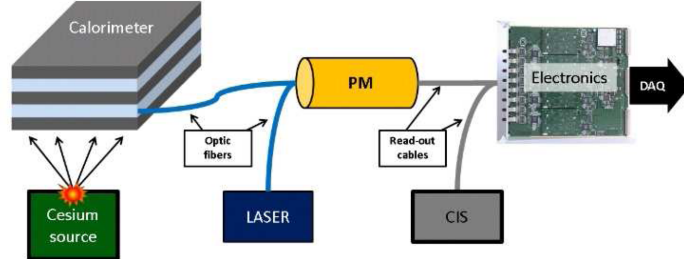 Calorimeter
PM
Electronics
DAQ
Optic
fibers
Read-out
cables
Cesium
source
LASER
CIS